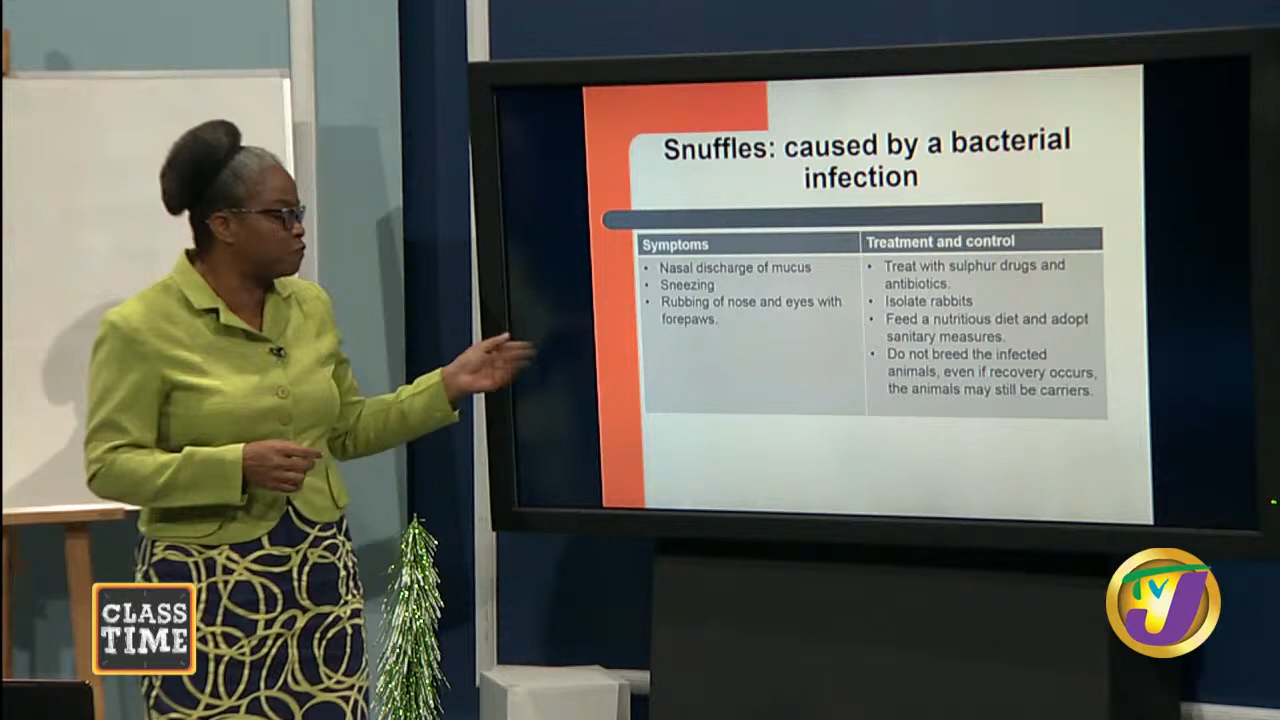 Snuffles: caused by a bacterial
infection
Symptoms
• Nasal discharge of mucus
• Sneezing
• Rubbing of nose and eyes with
forepaws.
Treatment and control
• Treat with sulphur drugs and
antibiotics.
• Isolate rabbits
• Feed a nutritious diet and adopt
sanitary measures.
• Do not breed the infected
animals, even if recovery occurs,
the animals may still be carriers.
CLASS
TIME
TVJ